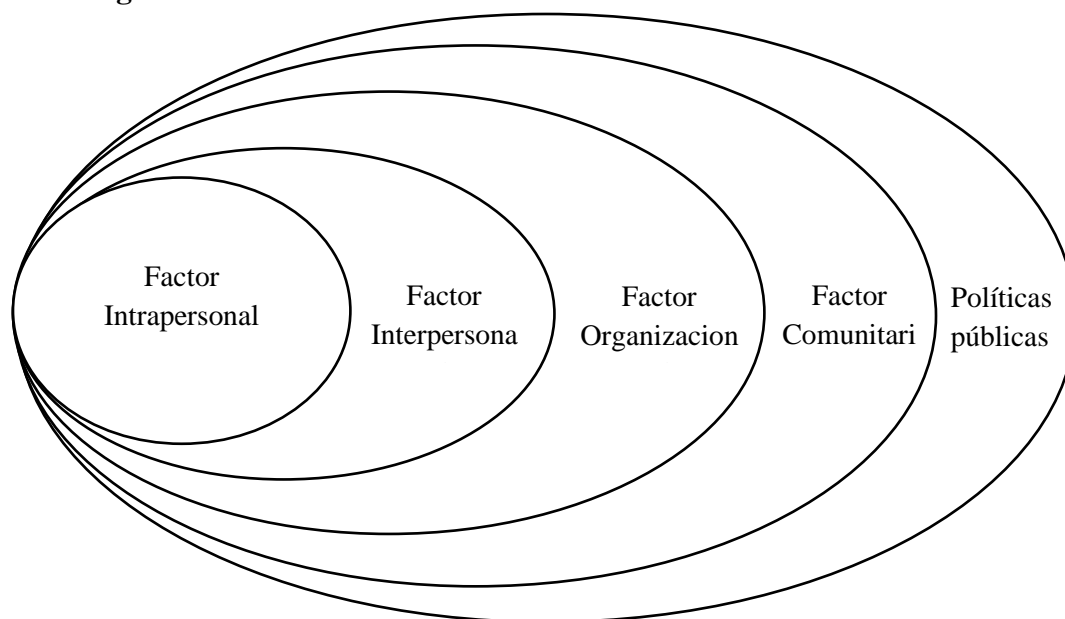 Factor
Intrapersonal
Factor
Interpersona
Factor
Organizacion
Factor
Comunitari
Políticas
públicas